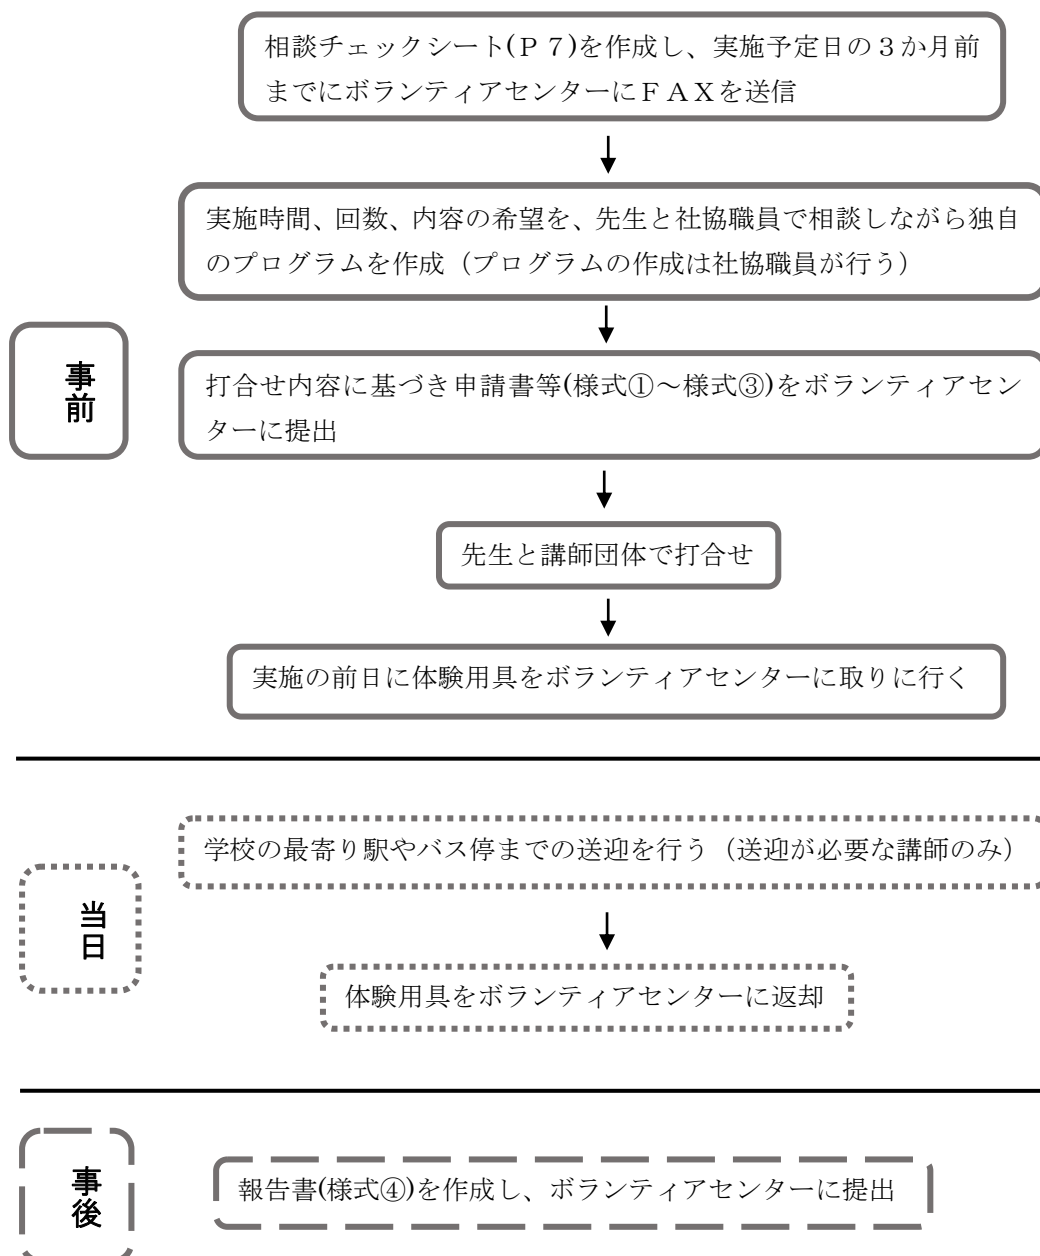 相談チェックシート(Ｐ７)を作成し、実施予定日の３か月前
までにボランティアセンターにＦＡＸを送信
実施時間、回数、内容の希望を、先生と社協職員で相談しながら独自
のプログラムを作成（プログラムの作成は社協職員が行う）
事前
打合せ内容に基づき申請書等(様式①～様式③)をボランティアセン
ターに提出
先生と講師団体で打合せ
実施の前日に体験用具をボランティアセンターに取りに行く
当日
学校の最寄り駅やバス停までの送迎を行う（送迎が必要な講師のみ）
体験用具をボランティアセンターに返却
事後
報告書(様式④)を作成し、ボランティアセンターに提出